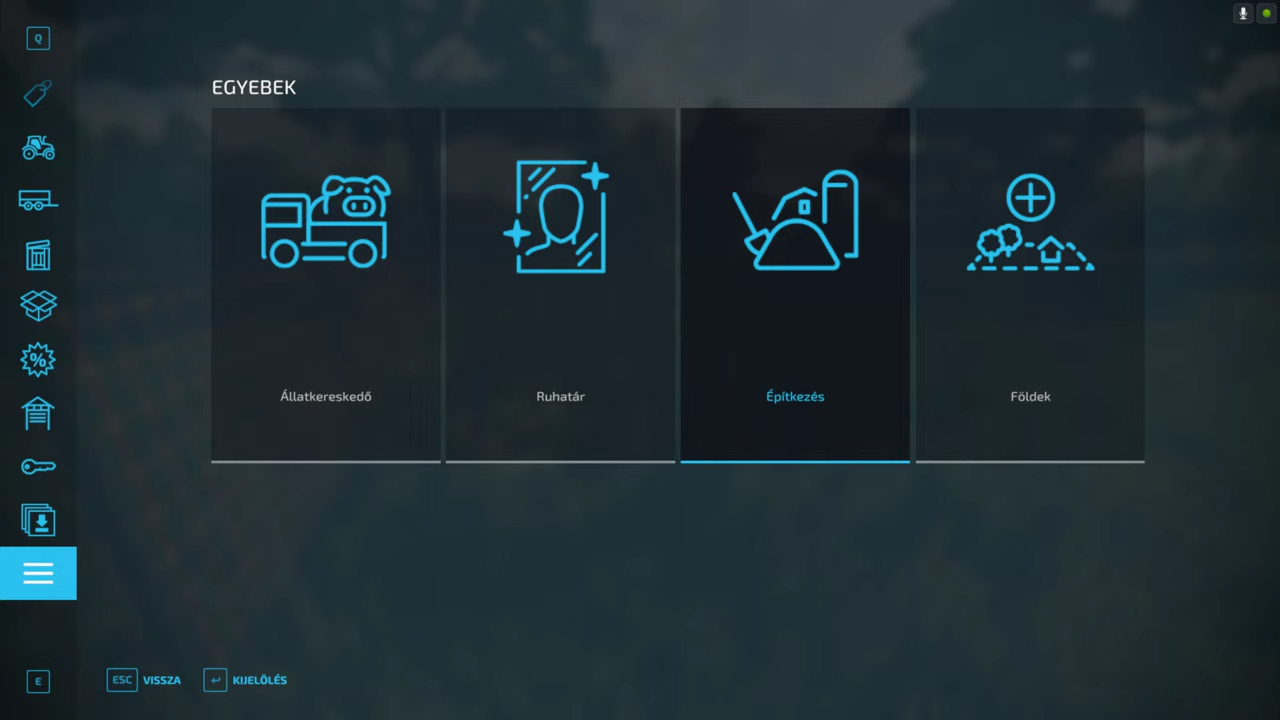 Q
EGYEBEK
Állatkereskedő
Ruhatár
Építkezés
Földek
%
E
ESC VISSZA
KIJELÖLÉS